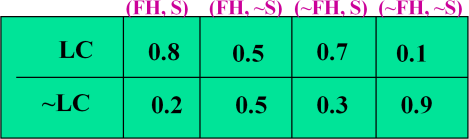 (FH, S) (FH, ~S) (~FH, S) (~FH, ~S)
LC 0.8 0.5 0.7 0.1
~LC 0.2 0.5 0.3 0.9